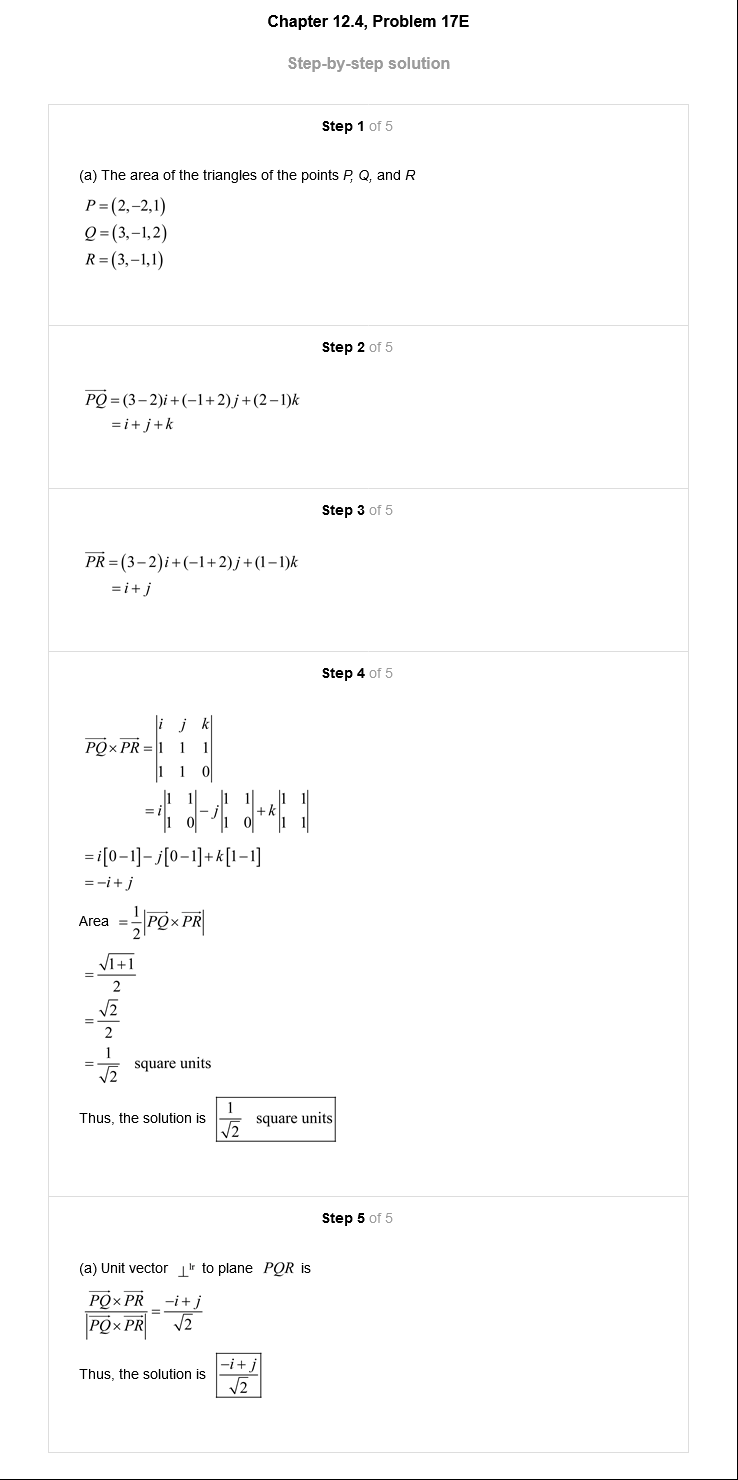 Chapter 12.4, Problem 17E
Step-by-step solution
Step 1 of 5
(a) The area of the triangles of the points P, Q, and R
P = (2,−2,1)
Q = (3,−1,2)
R = (3,−1,1)
Step 2 of 5
$\overrightarrow{PQ} = (3-2)i+(-1+2)j+(2-1)k$
$= i+j+k$
Step 3 of 5
$\overrightarrow{PR} = (3-2)i+(-1+2)j+(1-1)k$
$= i+j$
Step 4 of 5
$\overrightarrow{PQ}\times\overrightarrow{PR} = \begin{vmatrix} i & j & k \\ 1 & 1 & 1 \\ 1 & 1 & 0 \end{vmatrix}$
$= i\begin{vmatrix} 1 & 1 \\ 1 & 0 \end{vmatrix} - j\begin{vmatrix} 1 & 1 \\ 1 & 0 \end{vmatrix} + k\begin{vmatrix} 1 & 1 \\ 1 & 1 \end{vmatrix}$
$= i[0-1]-j[0-1]+k[1-1]$
$= -i+j$
Area $= \frac{1}{2}\left|\overrightarrow{PQ}\times\overrightarrow{PR}\right|$
$= \frac{\sqrt{1+1}}{2}$
$= \frac{\sqrt{2}}{2}$
$= \frac{1}{\sqrt{2}}$ square units
Thus, the solution is $\frac{1}{\sqrt{2}}$ square units
Step 5 of 5
(a) Unit vector $\perp^{lr}$ to plane PQR is
$\frac{\overrightarrow{PQ}\times\overrightarrow{PR}}{\left|\overrightarrow{PQ}\times\overrightarrow{PR}\right|} = \frac{-i+j}{\sqrt{2}}$
Thus, the solution is $\frac{-i+j}{\sqrt{2}}$